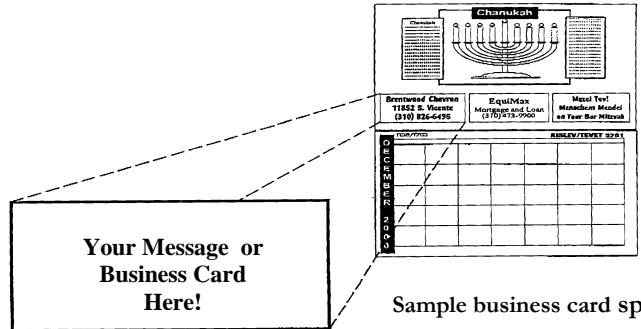 Chanukah
Chanukah
Brentwood Chevron
11852 S. Vicente
(310) 826-6495
EquiMax
Mortgage and Loan
(310) 473-9900
Mazel Tov!
Menachem Mendel
on Your Bar Mitzvah
KISLEV/TEVET 5761
DECEMBER 2000
Your Message or
Business Card
Here!
Sample business card sp